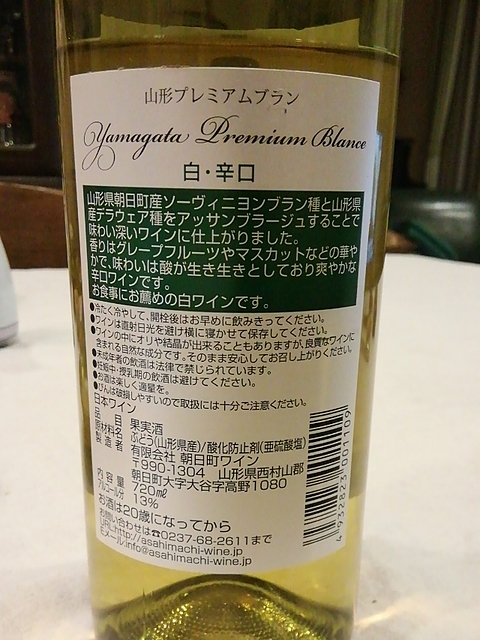 山形プレミアムブラン
Yamagata Premium Blance
白・辛口
山形県朝日町産ソーヴィニヨンブラン種と山形県
産デラウェア種をアッサンブラージュすることで
味わい深いワインに仕上がりました。
香りはグレープフルーツやマスカットなどの華や
かで、味わいは酸が生き生きとしており爽やかな
辛口ワインです。
お食事にお薦めの白ワインです。
●冷たく冷やして、開栓後はお早めに飲みきってください。
●ワインは直射日光を避け横に寝かせて保存してください。
●ワインの中にオリや結晶が出来ることもありますが、良質なワインに
含まれる自然な成分です。そのまま安心してお召し上がりください。
●未成年者の飲酒は法律で禁じられています。
●妊娠中・授乳期の飲酒は避けてください。
●お酒は楽しく適量を。
●びんは破損しやすいので取扱には十分ご注意ください。
日本ワイン
品目 果実酒
原材料名 ぶどう(山形県産)/酸化防止剤(亜硫酸塩)
製造者 有限会社 朝日町ワイン
〒990-1304 山形県西村山郡
朝日町大字大谷字高野1080
内容量 720ml
アルコール分 13%
お酒は20歳になってから
お問い合わせは☎0237-68-2611まで
URL:http://asahimachi-wine.jp
Eメール:info@asahimachi-wine.jp
4 932823 001109